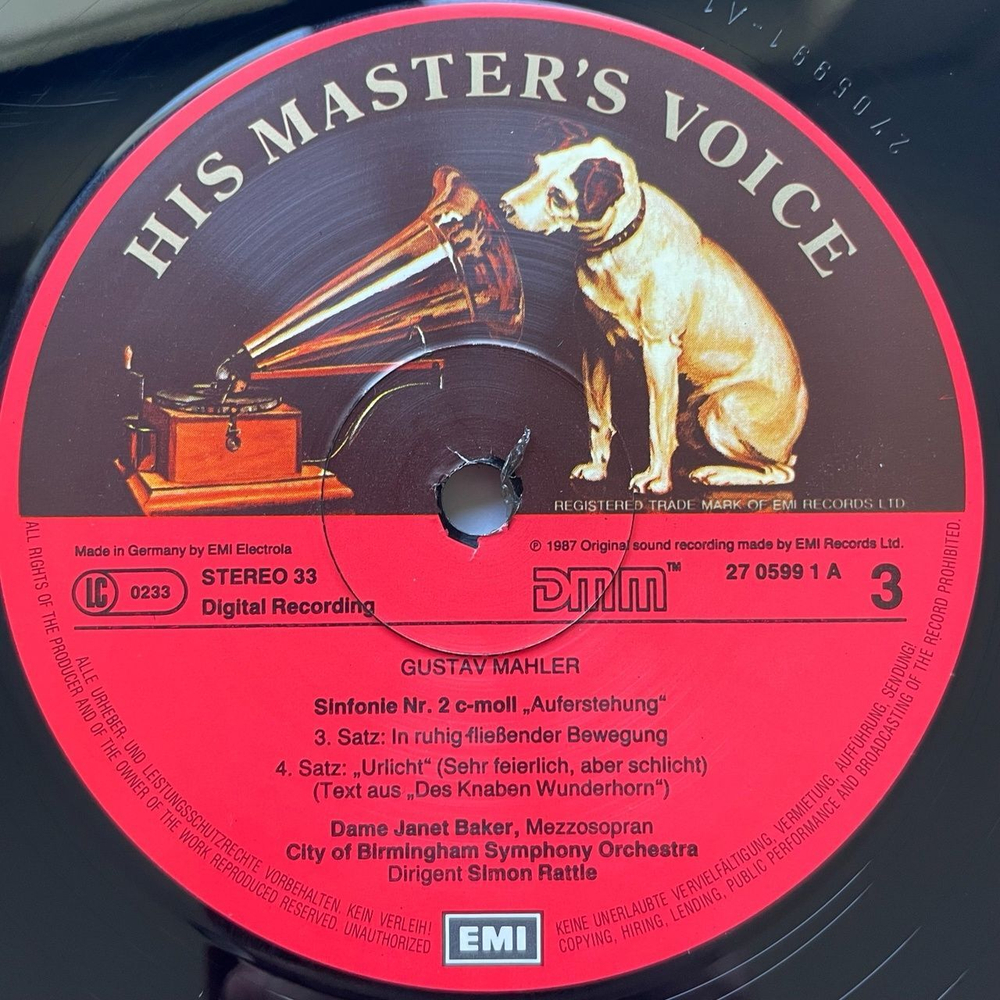 270599 1-A1
HIS MASTER'S VOICE
REGISTERED TRADE MARK OF EMI RECORDS LTD
Made in Germany by EMI Electrola
℗ 1987 Original sound recording made by EMI Records Ltd.
LC 0233
STEREO 33
Digital Recording
DMM™
27 0599 1 A
3
GUSTAV MAHLER
Sinfonie Nr. 2 c-moll „Auferstehung“
3. Satz: In ruhig fließender Bewegung
4. Satz: „Urlicht“ (Sehr feierlich, aber schlicht)
(Text aus „Des Knaben Wunderhorn“)
Dame Janet Baker, Mezzosopran
City of Birmingham Symphony Orchestra
Dirigent Simon Rattle
EMI
ALLE URHEBER- UND LEISTUNGSSCHUTZRECHTE VORBEHALTEN. KEIN VERLEIH! KEINE UNERLAUBTE VERVIELFÄLTIGUNG, VERMIETUNG, AUFFÜHRUNG, SENDUNG!
ALL RIGHTS OF THE PRODUCER AND OF THE OWNER OF THE WORK REPRODUCED RESERVED. UNAUTHORIZED COPYING, HIRING, LENDING, PUBLIC PERFORMANCE AND BROADCASTING OF THE RECORD PROHIBITED.